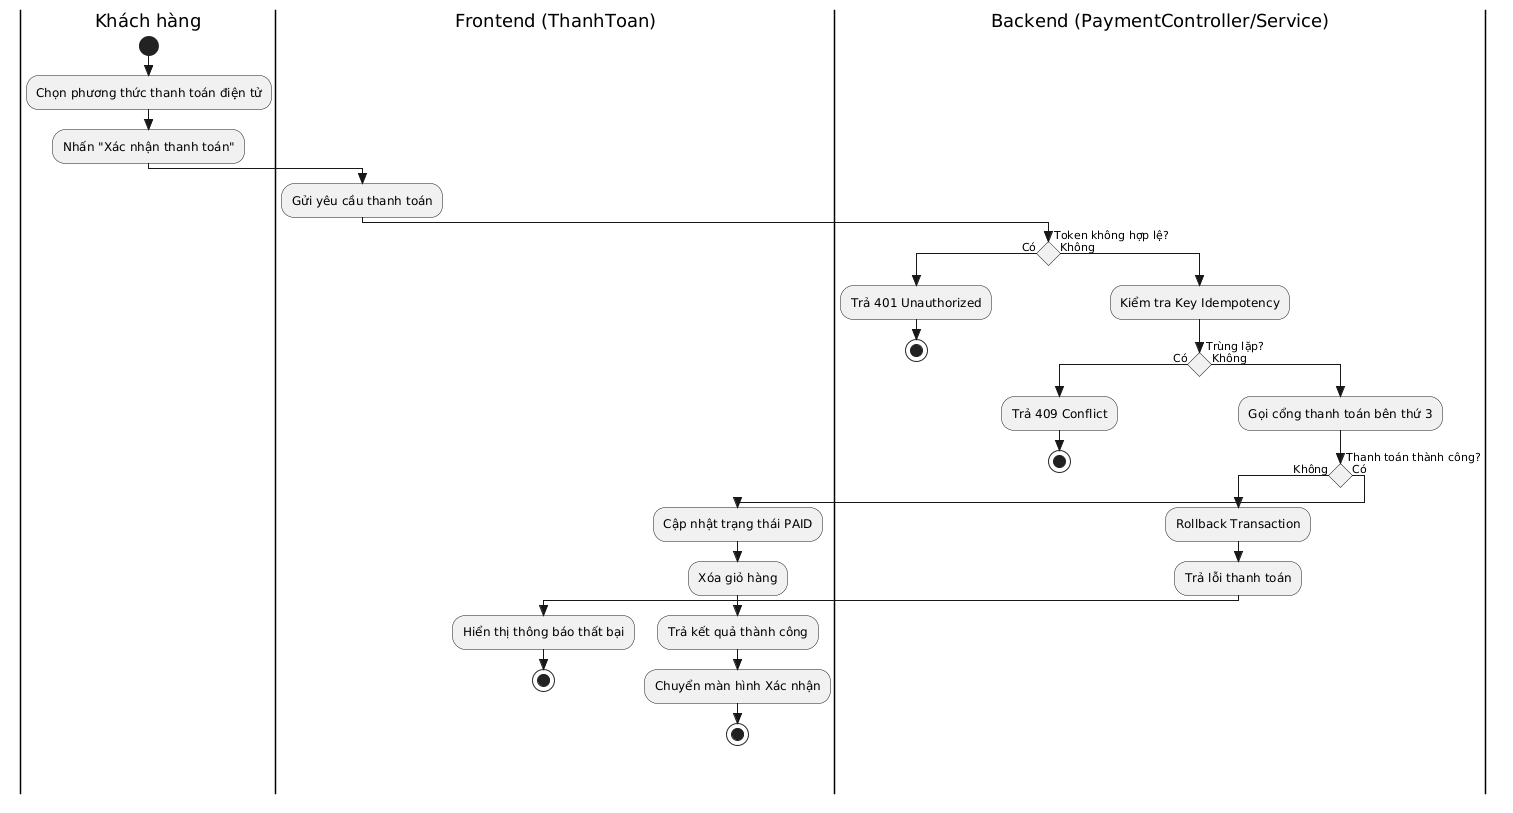 Khách hàng
Frontend (ThanhToan)
Backend (PaymentController/Service)
Chọn phương thức thanh toán điện tử
Nhấn "Xác nhận thanh toán"
Gửi yêu cầu thanh toán
Token không hợp lệ?
Có
Không
Trả 401 Unauthorized
Kiểm tra Key Idempotency
Trùng lặp?
Có
Không
Trả 409 Conflict
Gọi cổng thanh toán bên thứ 3
Thanh toán thành công?
Không
Có
Cập nhật trạng thái PAID
Rollback Transaction
Xóa giỏ hàng
Trả lỗi thanh toán
Hiển thị thông báo thất bại
Trả kết quả thành công
Chuyển màn hình Xác nhận